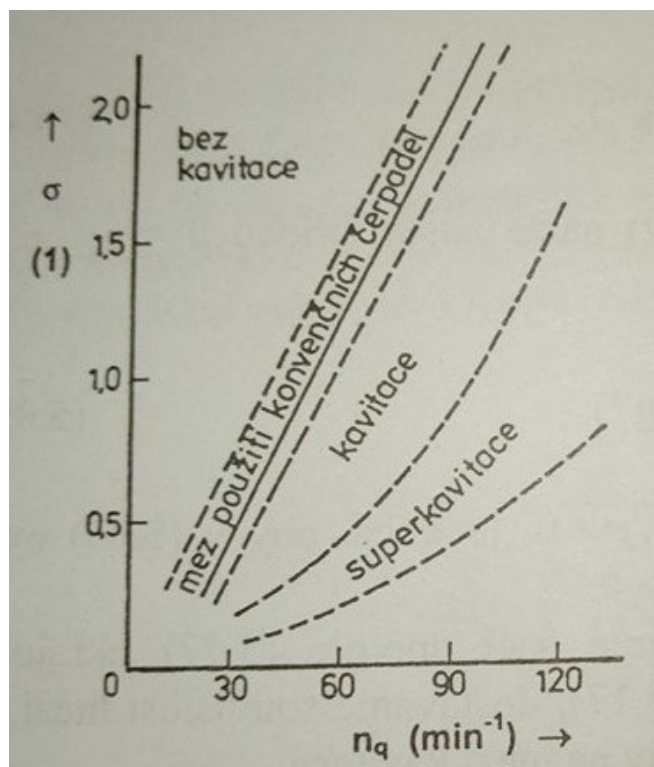 2,0
↑
σ
(1)
1,5
1,0
0,5
0
bez
kavitace
mez použití konvenčních čerpadel
kavitace
superkavitace
30
60
90
120
n_q (min⁻¹) →